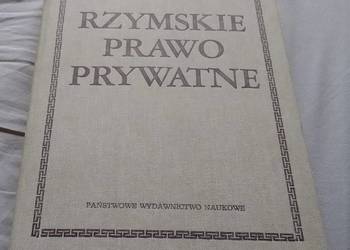 RZYMSKIE
PRAWO
PRYWATNE
PAŃSTWOWE WYDAWNICTWO NAUKOWE